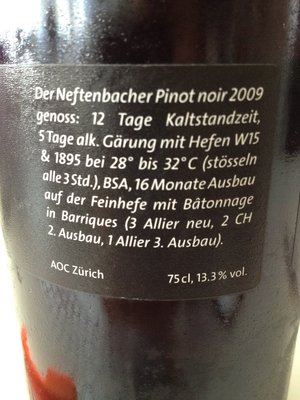 Der Neftenbacher Pinot noir 2009
genoss: 12 Tage Kaltstandzeit,
5 Tage alk. Gärung mit Hefen W15
& 1895 bei 28° bis 32°C (stösseln
alle 3 Std.), BSA, 16 Monate Ausbau
auf der Feinhefe mit Bâtonnage
in Barriques (3 Allier neu, 2 CH
2. Ausbau, 1 Allier 3. Ausbau).
AOC Zürich 75 cl, 13.3% vol.